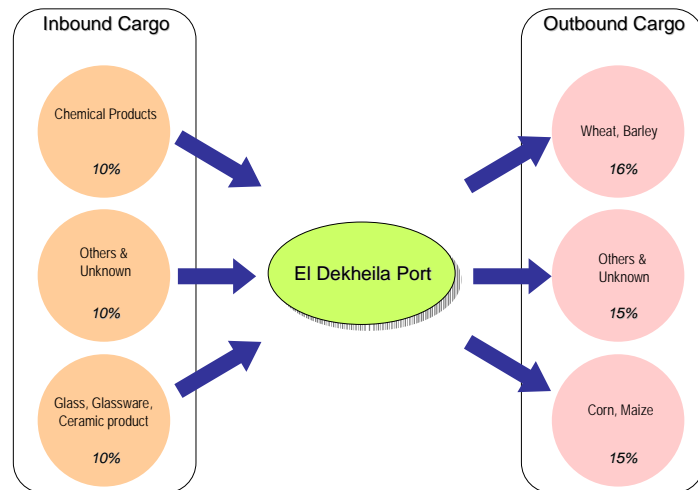 Inbound Cargo
Chemical Products
10%
Others &
Unknown
10%
Glass, Glassware,
Ceramic product
10%
El Dekheila Port
Outbound Cargo
Wheat, Barley
16%
Others &
Unknown
15%
Corn, Maize
15%